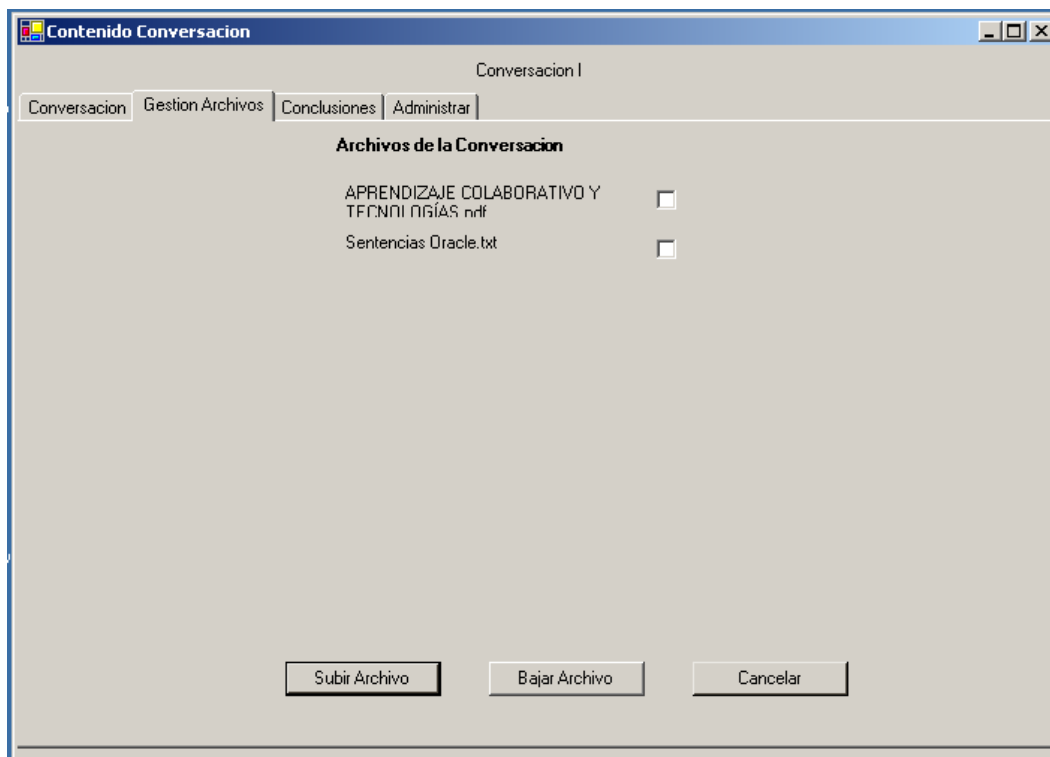 Contenido Conversacion
Conversacion I
Conversacion Gestion Archivos Conclusiones Administrar
Archivos de la Conversacion
APRENDIZAJE COLABORATIVO Y
TECNOLOGÍAS.pdf
Sentencias Oracle.txt
Subir Archivo Bajar Archivo Cancelar